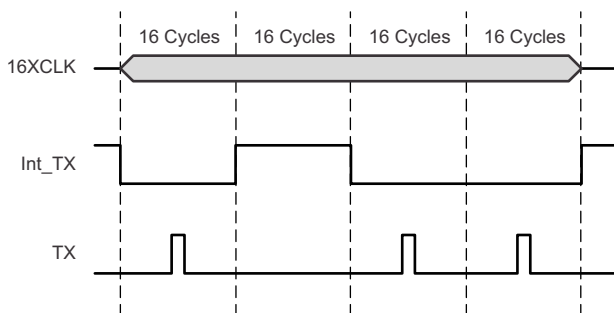 16 Cycles 16 Cycles 16 Cycles 16 Cycles
16XCLK
Int_TX
TX